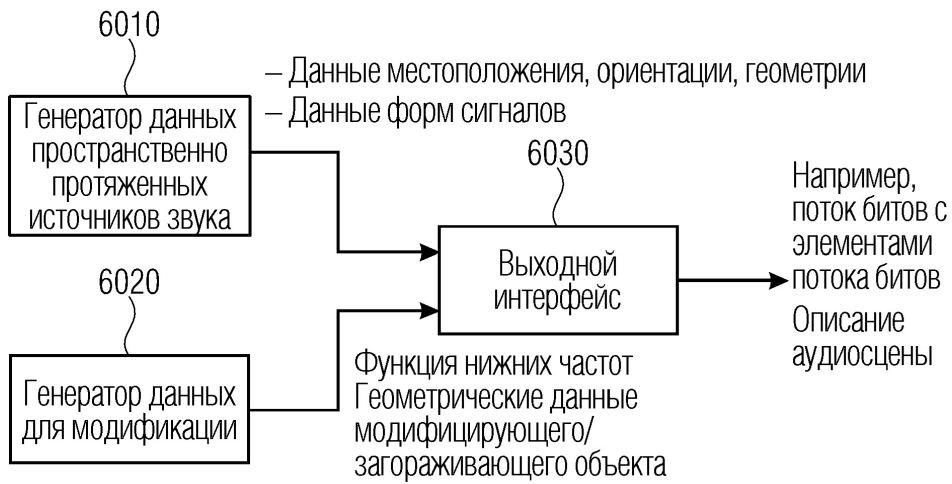 6010
Генератор данных
пространственно
протяженных
источников звука
– Данные местоположения, ориентации, геометрии
– Данные форм сигналов
6030
Выходной
интерфейс
Например,
поток битов с
элементами
потока битов
Описание
аудиосцены
6020
Генератор данных
для модификации
Функция нижних частот
Геометрические данные
модифицирующего/
загораживающего объекта